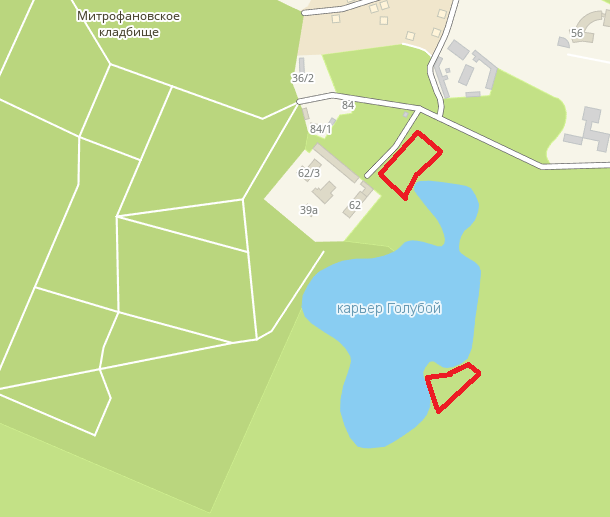 Митрофановское
кладбище
56
36/2
84
84/1
62/3
39а
62
карьер Голубой